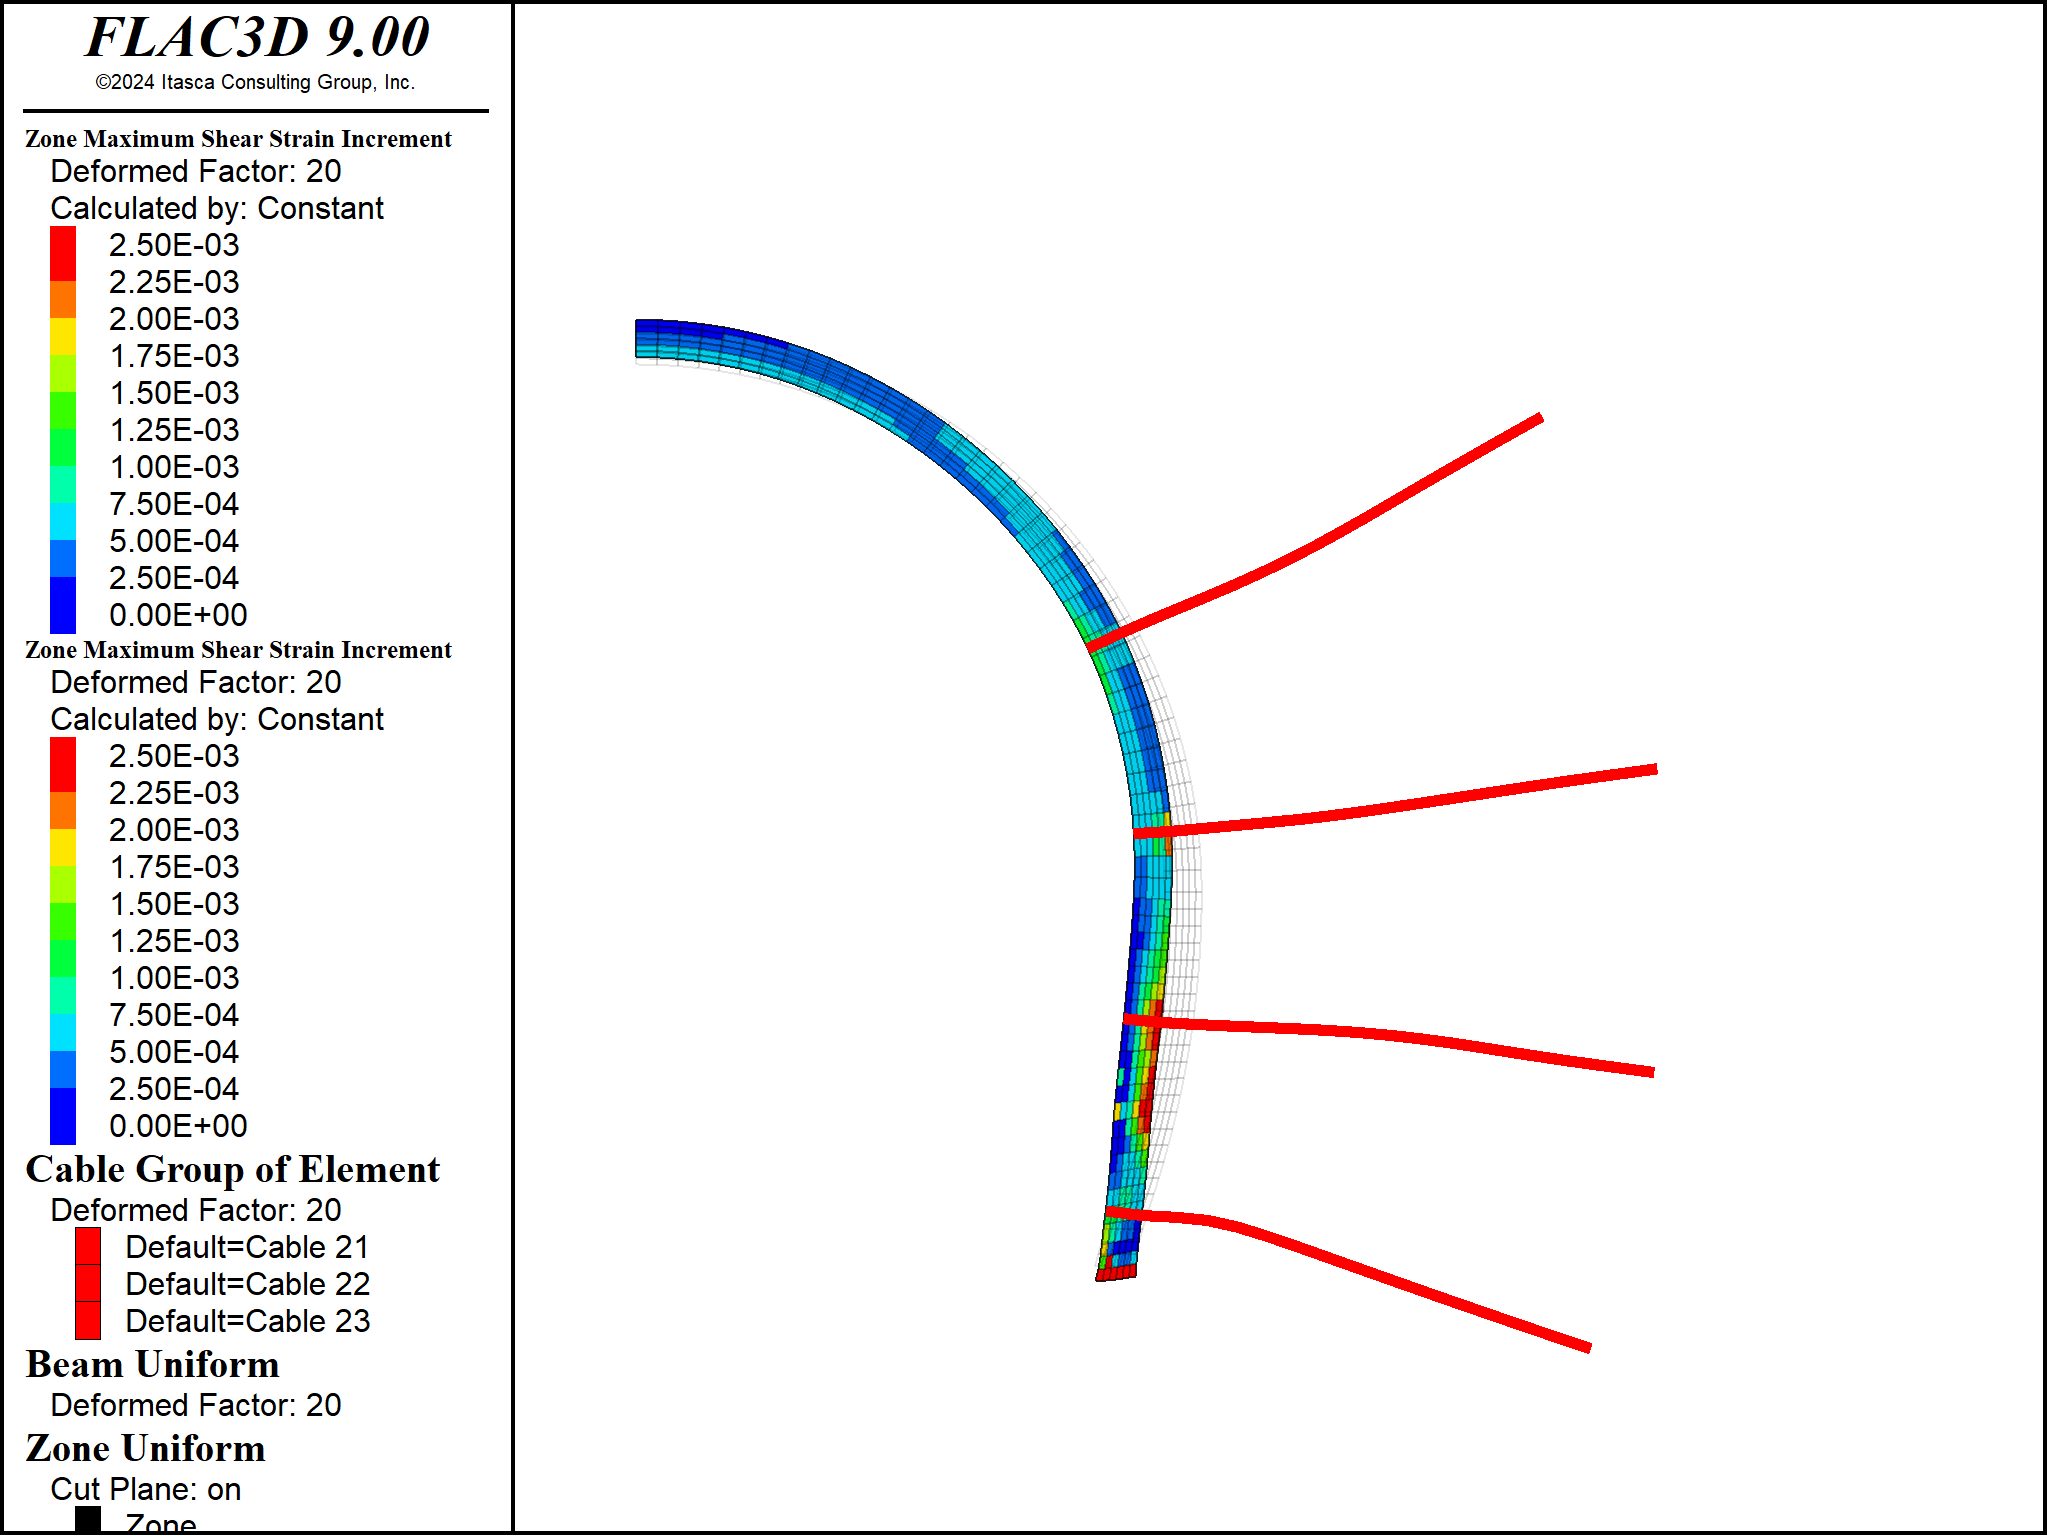 FLAC3D 9.00
©2024 Itasca Consulting Group, Inc.
Zone Maximum Shear Strain Increment
Deformed Factor: 20
Calculated by: Constant
2.50E-03
2.25E-03
2.00E-03
1.75E-03
1.50E-03
1.25E-03
1.00E-03
7.50E-04
5.00E-04
2.50E-04
0.00E+00
Zone Maximum Shear Strain Increment
Deformed Factor: 20
Calculated by: Constant
2.50E-03
2.25E-03
2.00E-03
1.75E-03
1.50E-03
1.25E-03
1.00E-03
7.50E-04
5.00E-04
2.50E-04
0.00E+00
Cable Group of Element
Deformed Factor: 20
Default=Cable 21
Default=Cable 22
Default=Cable 23
Beam Uniform
Deformed Factor: 20
Zone Uniform
Cut Plane: on
Zone